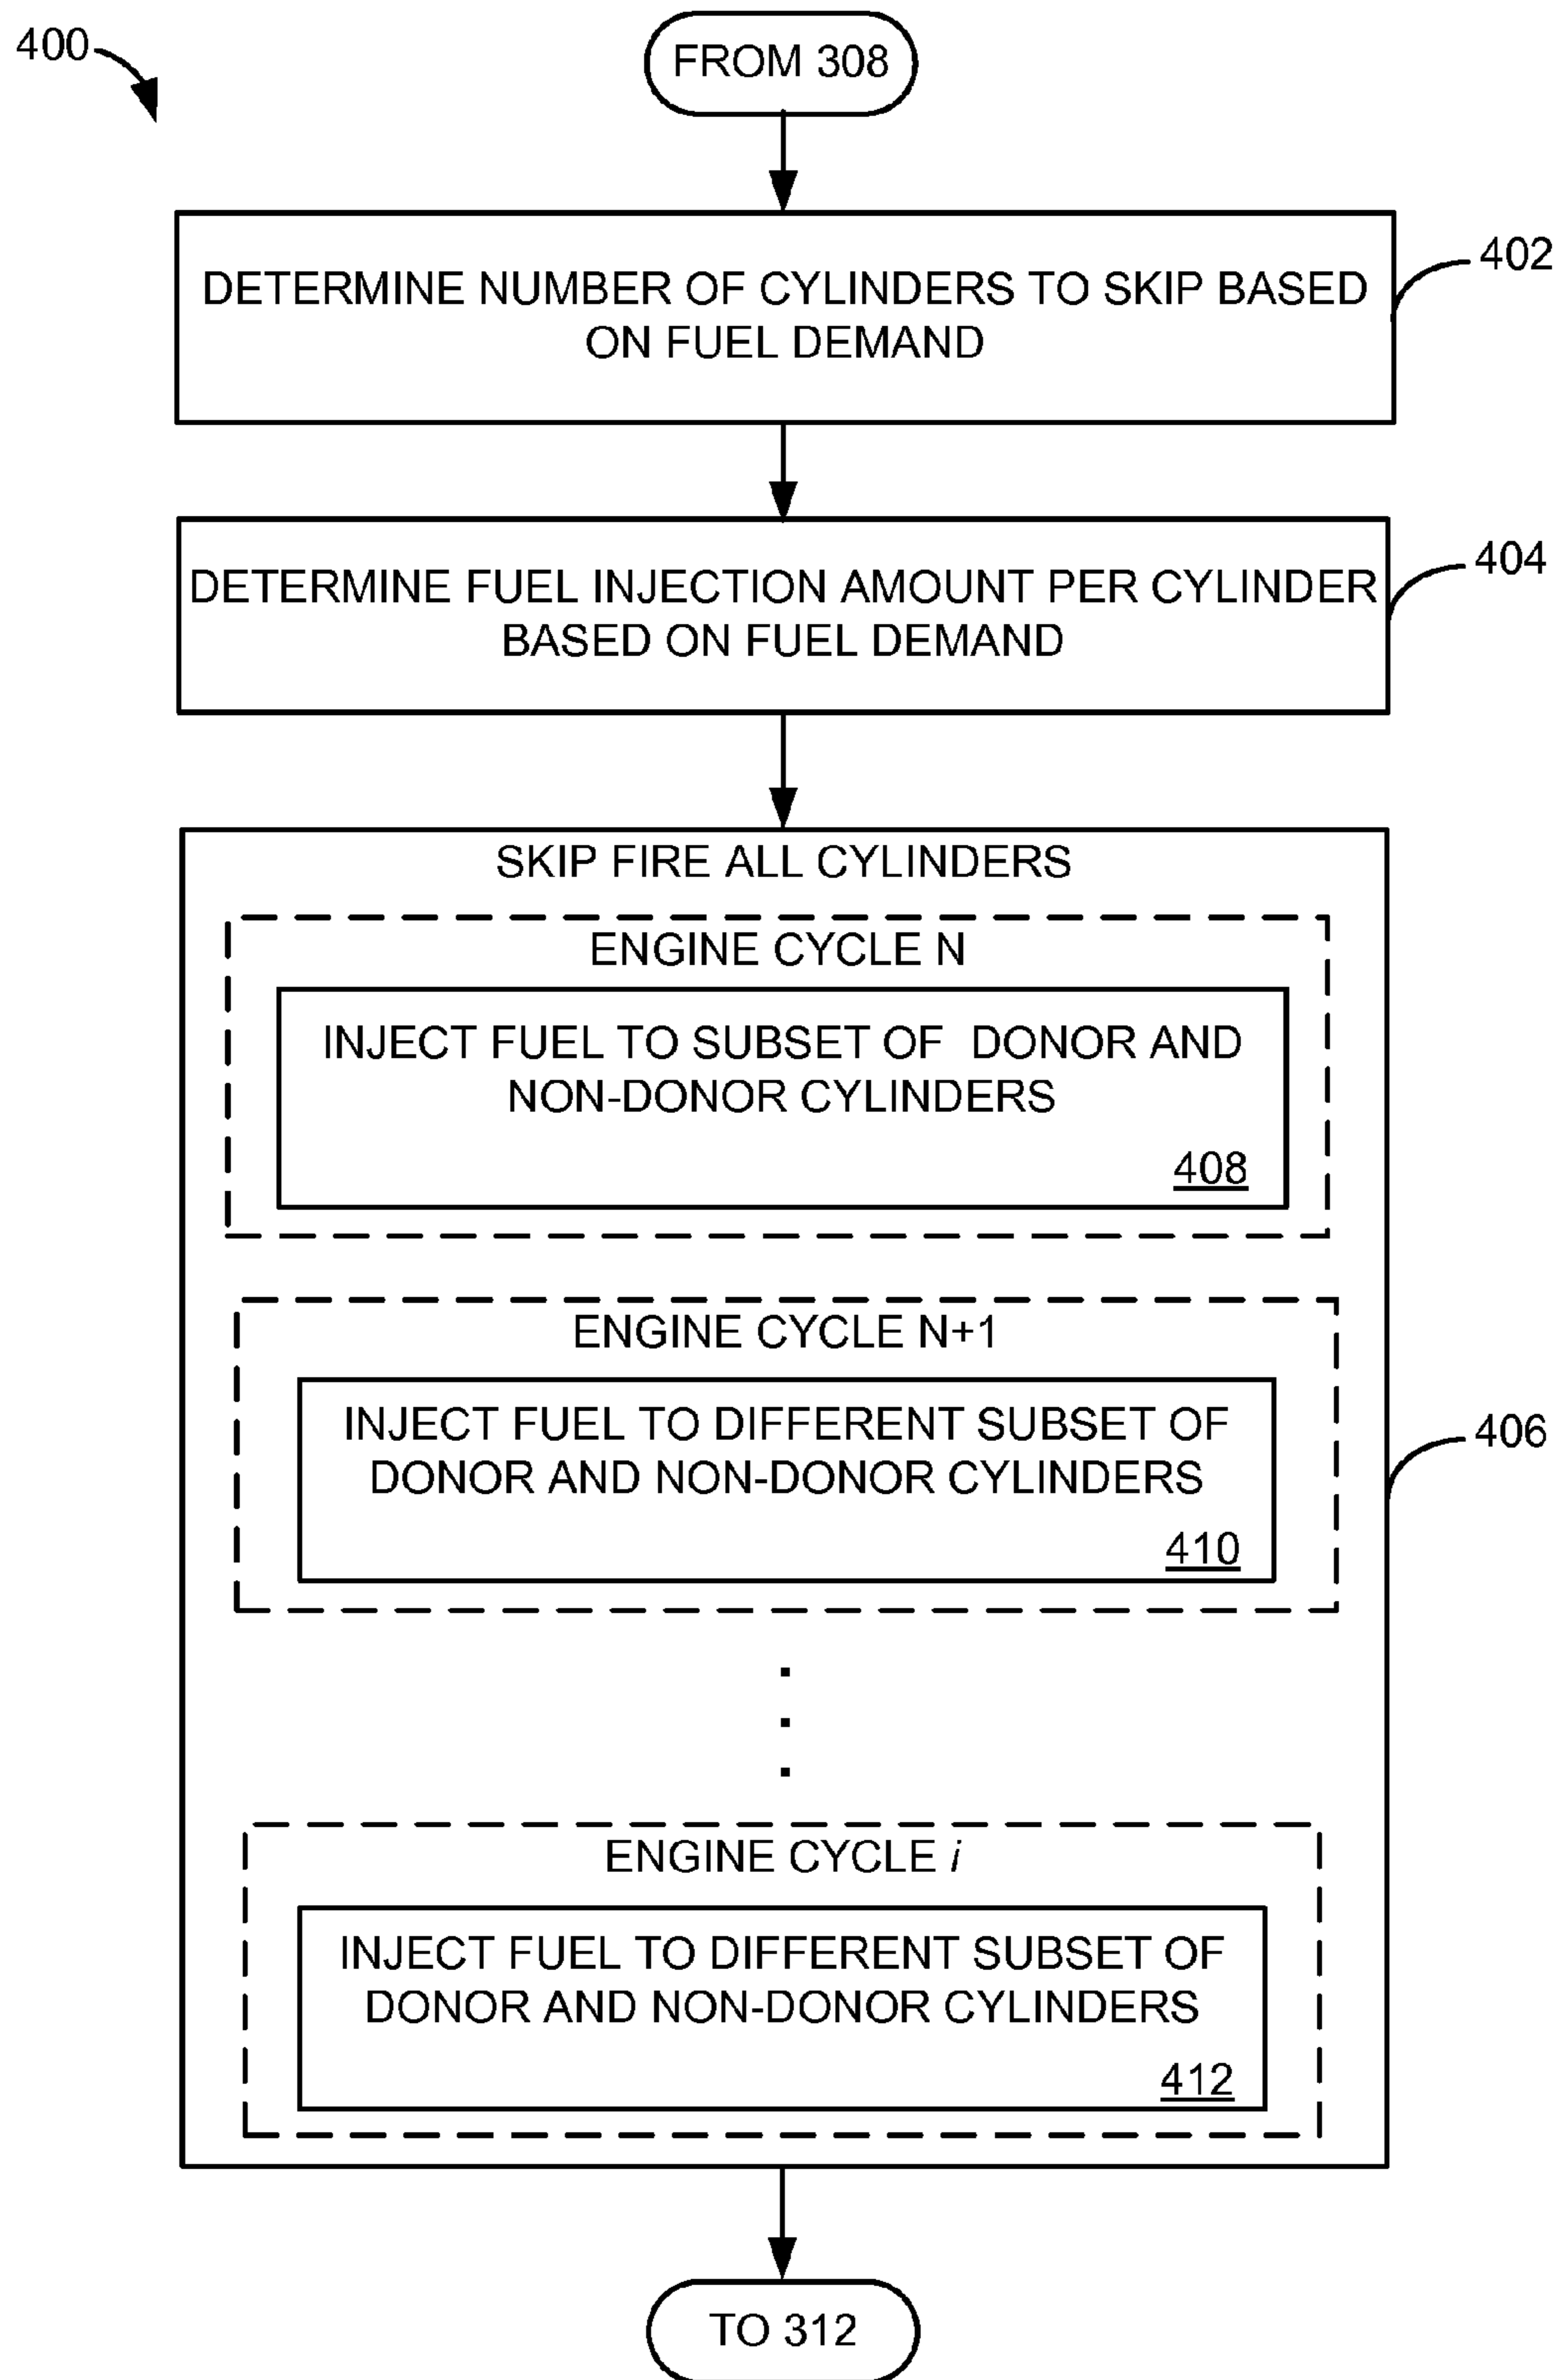 400
FROM 308
DETERMINE NUMBER OF CYLINDERS TO SKIP BASED
ON FUEL DEMAND
402
DETERMINE FUEL INJECTION AMOUNT PER CYLINDER
BASED ON FUEL DEMAND
404
SKIP FIRE ALL CYLINDERS
ENGINE CYCLE N
INJECT FUEL TO SUBSET OF DONOR AND
NON-DONOR CYLINDERS
408
ENGINE CYCLE N+1
INJECT FUEL TO DIFFERENT SUBSET OF
DONOR AND NON-DONOR CYLINDERS
410
406
ENGINE CYCLE i
INJECT FUEL TO DIFFERENT SUBSET OF
DONOR AND NON-DONOR CYLINDERS
412
TO 312